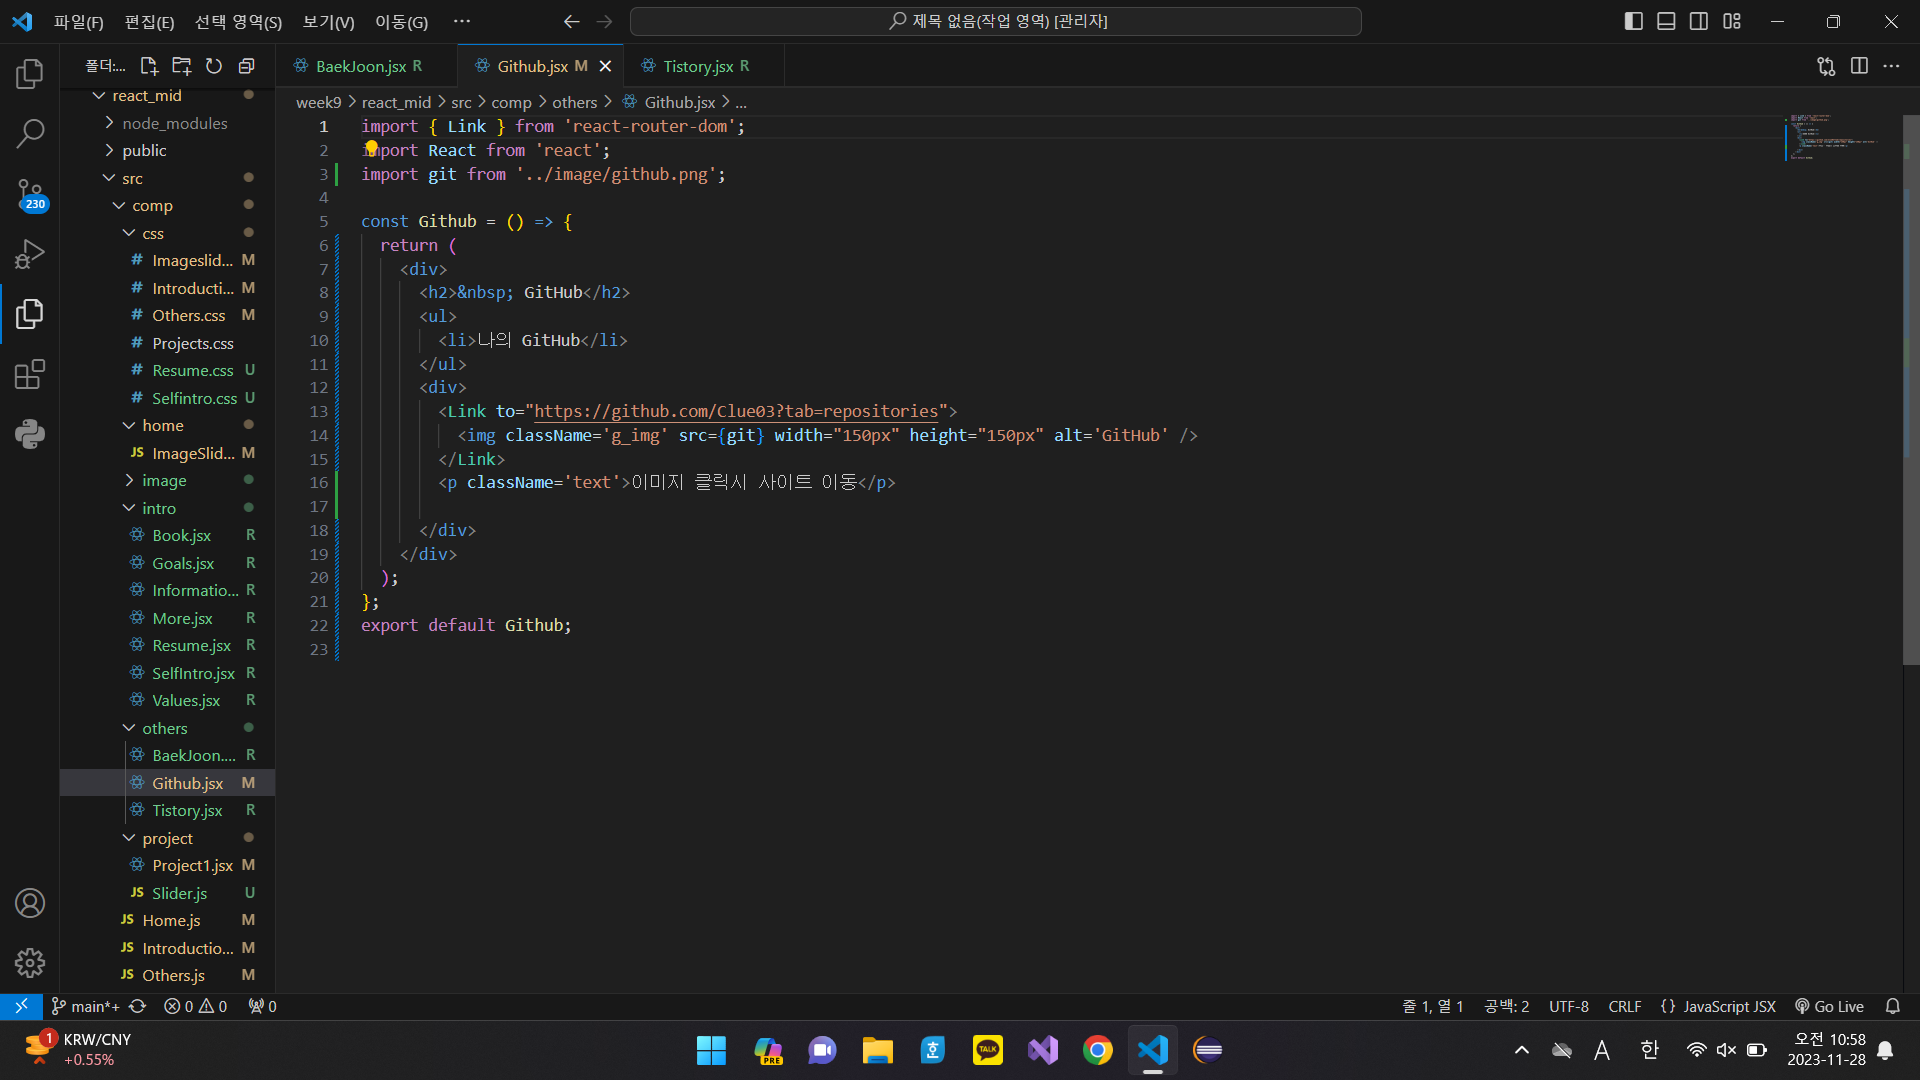 파일(F) 편집(E) 선택 영역(S) 보기(V) 이동(G) ··· 제목 없음(작업 영역) [관리자]
폴더:... BaekJoon.jsx R Github.jsx M Tistory.jsx R
week9 > react_mid > src > comp > others > Github.jsx > ...
react_mid
node_modules
public
src
comp
css
# Imageslid... M
# Introducti... M
# Others.css M
# Projects.css
# Resume.css U
# Selfintro.css U
home
JS ImageSlid... M
image
intro
Book.jsx R
Goals.jsx R
Informatio... R
More.jsx R
Resume.jsx R
SelfIntro.jsx R
Values.jsx R
others
BaekJoon.... R
Github.jsx M
Tistory.jsx R
project
Project1.jsx M
JS Slider.js U
JS Home.js M
JS Introductio... M
JS Others.js M
230
1 import { Link } from 'react-router-dom';
2 import React from 'react';
3 import git from '../image/github.png';
4
5 const Github = () => {
6 return (
7 <div>
8 <h2>&nbsp; GitHub</h2>
9 <ul>
10 <li>나의 GitHub</li>
11 </ul>
12 <div>
13 <Link to="https://github.com/Clue03?tab=repositories">
14 <img className='g_img' src={git} width="150px" height="150px" alt='GitHub' />
15 </Link>
16 <p className='text'>이미지 클릭시 사이트 이동</p>
17
18 </div>
19 </div>
20 );
21 };
22 export default Github;
23
main*+ 0 0 0 줄 1, 열 1 공백: 2 UTF-8 CRLF {} JavaScript JSX Go Live
1 KRW/CNY
+0.55%
PRE
TALK
A 한
오전 10:58
2023-11-28